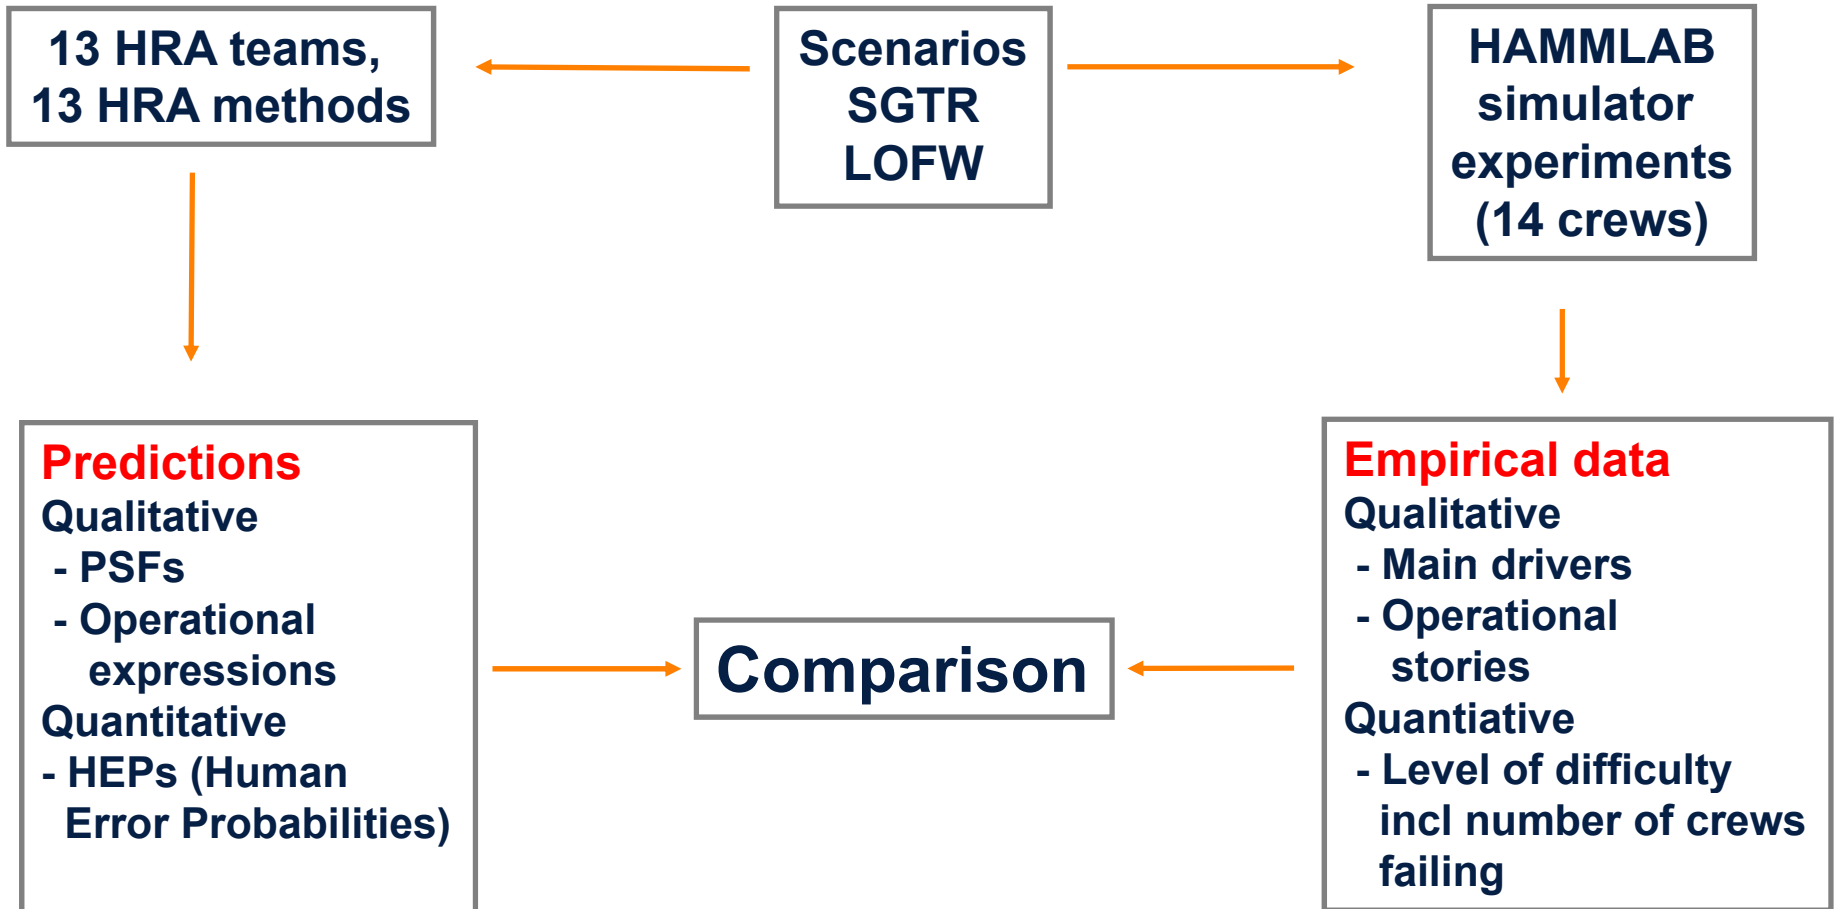 13 HRA teams,
13 HRA methods
Scenarios
SGTR
LOFW
HAMMLAB
simulator
experiments
(14 crews)
Predictions
Qualitative
- PSFs
- Operational
expressions
Quantitative
- HEPs (Human
Error Probabilities)
Comparison
Empirical data
Qualitative
- Main drivers
- Operational
stories
Quantiative
- Level of difficulty
incl number of crews
failing